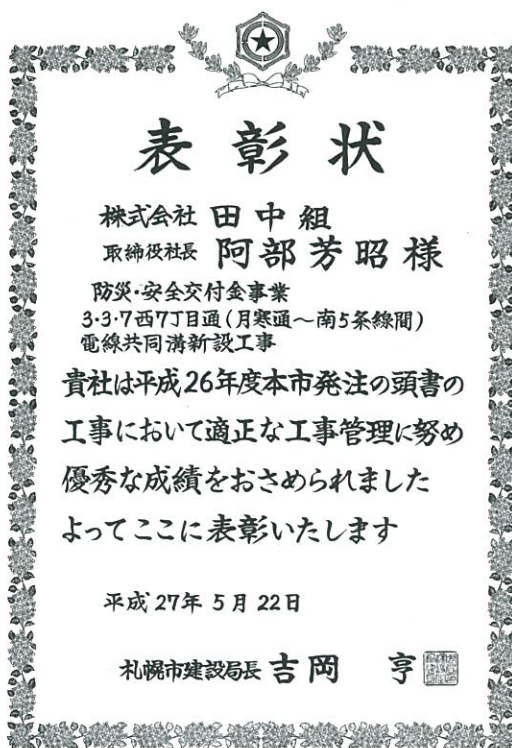 表彰状
株式会社 田中組
取締役社長 阿部芳昭様
防災・安全交付金事業
3・3・7西7丁目通(月寒通~南5条線間)
電線共同溝新設工事
貴社は平成26年度本市発注の頭書の
工事において適正な工事管理に努め
優秀な成績をおさめられました
よってここに表彰いたします
平成27年5月22日
札幌市建設局長 吉岡 亨